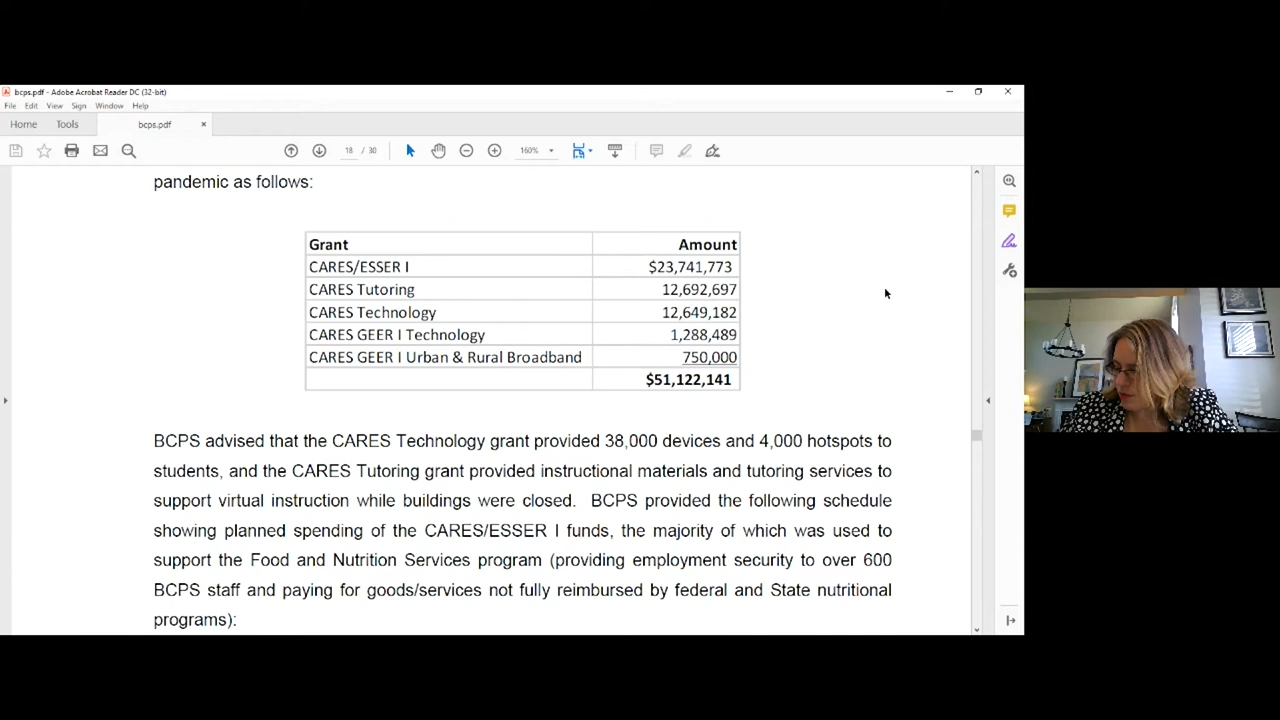 bcps.pdf - Adobe Acrobat Reader DC (32-bit)
File Edit View Sign Window Help
Home Tools bcps.pdf ×
18 / 30 160%
pandemic as follows:
Grant Amount
CARES/ESSER I $23,741,773
CARES Tutoring 12,692,697
CARES Technology 12,649,182
CARES GEER I Technology 1,288,489
CARES GEER I Urban & Rural Broadband 750,000
$51,122,141
BCPS advised that the CARES Technology grant provided 38,000 devices and 4,000 hotspots to
students, and the CARES Tutoring grant provided instructional materials and tutoring services to
support virtual instruction while buildings were closed. BCPS provided the following schedule
showing planned spending of the CARES/ESSER I funds, the majority of which was used to
support the Food and Nutrition Services program (providing employment security to over 600
BCPS staff and paying for goods/services not fully reimbursed by federal and State nutritional
programs):